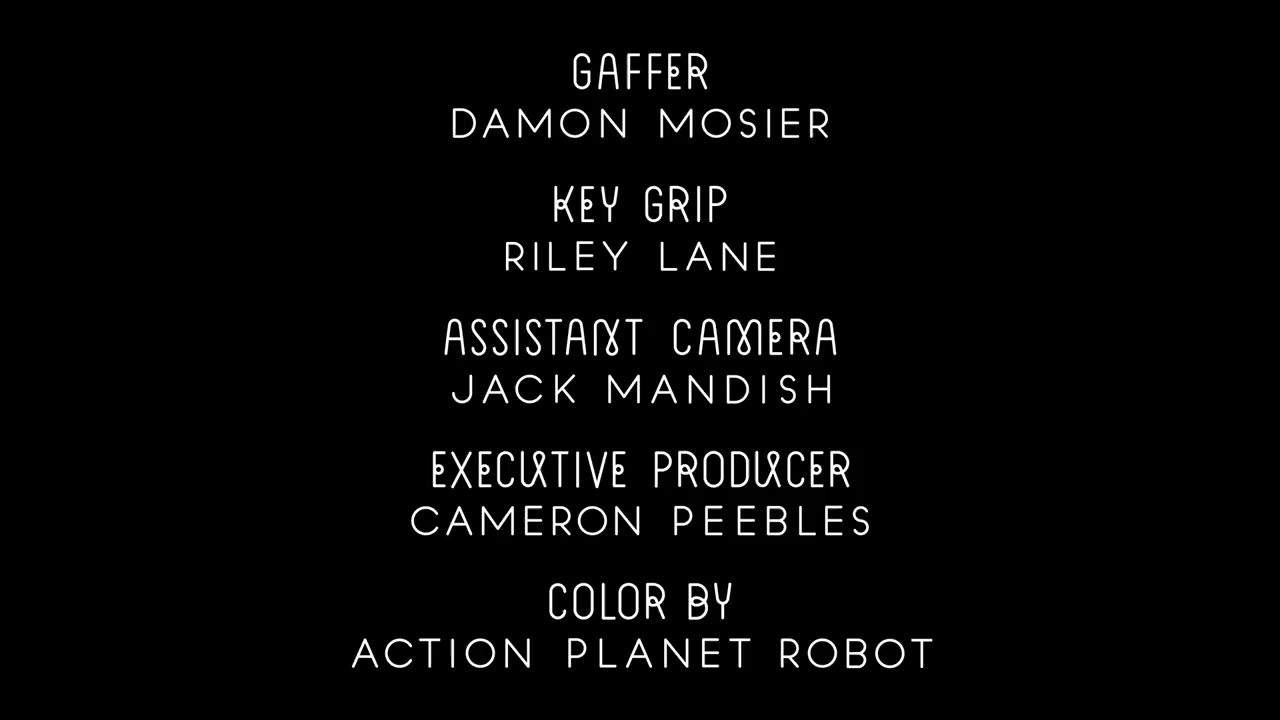 GAFFER
DAMON MOSIER
KEY GRIP
RILEY LANE
ASSISTANT CAMERA
JACK MANDISH
EXECUTIVE PRODUCER
CAMERON PEEBLES
COLOR BY
ACTION PLANET ROBOT